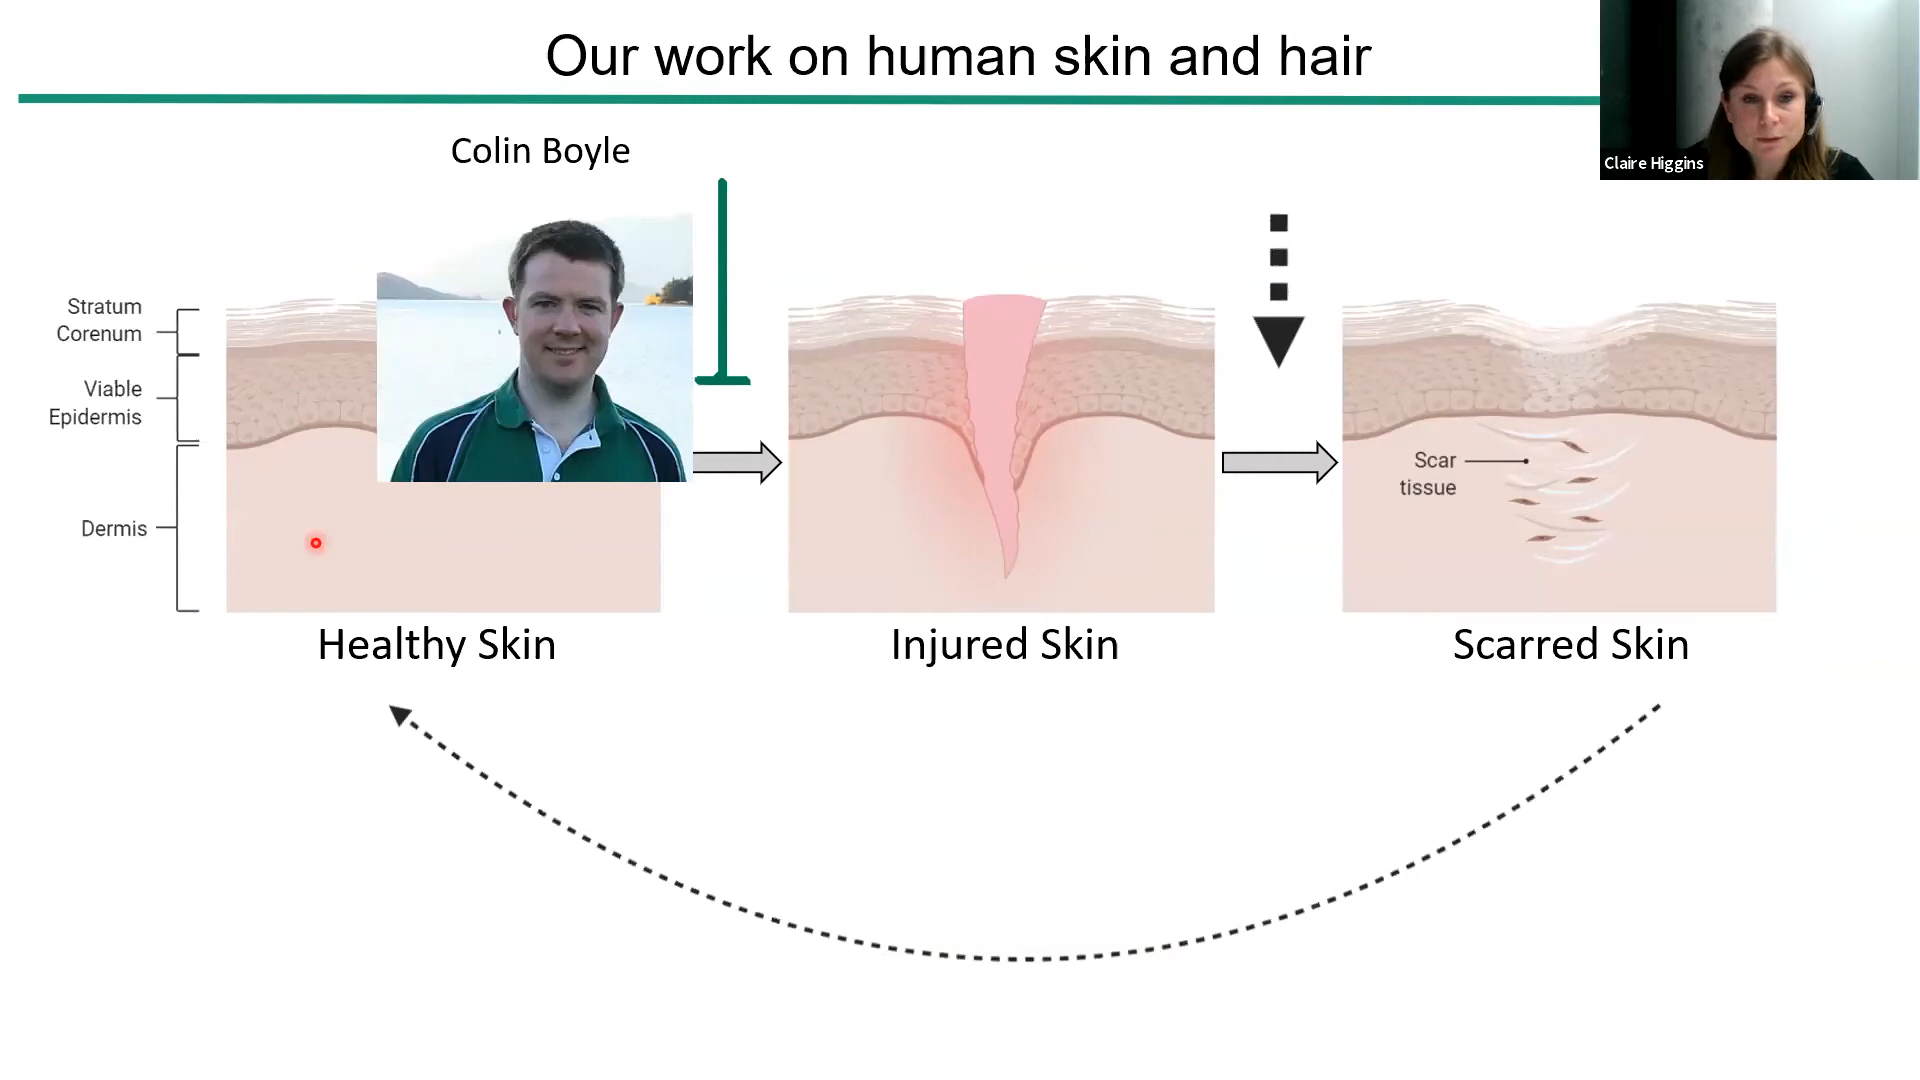 Our work on human skin and hair
Claire Higgins
Colin Boyle
Stratum
Corenum
Viable
Epidermis
Dermis
Scar
tissue
Healthy Skin
Injured Skin
Scarred Skin